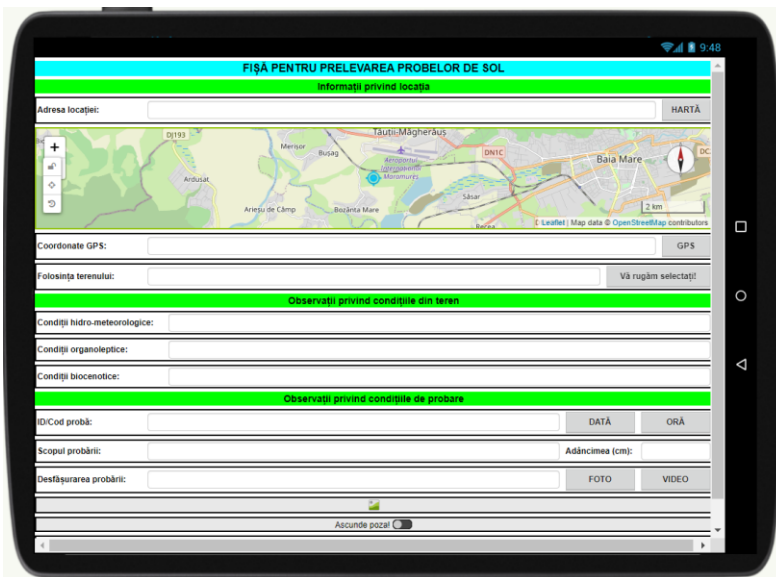 9:48
FIȘĂ PENTRU PRELEVAREA PROBELOR DE SOL
Informații privind locația
Adresa locației: HARTĂ
DJ193
Tăuții-Măgherăuș
Merișor
Bușag
DN1C
Baia Mare
DC
Aeroportul
Internațional
Maramureș
Ardusat
Săsar
Arieșu de Câmp
Bozânta Mare
2 km
Recea
Leaflet | Map data © OpenStreetMap contributors
Coordonate GPS: GPS
Folosința terenului: Vă rugăm selectați!
Observații privind condițiile din teren
Condiții hidro-meteorologice:
Condiții organoleptice:
Condiții biocenotice:
Observații privind condițiile de probare
ID/Cod probă: DATĂ ORĂ
Scopul probării: Adâncimea (cm):
Desfășurarea probării: FOTO VIDEO
Ascunde poza!